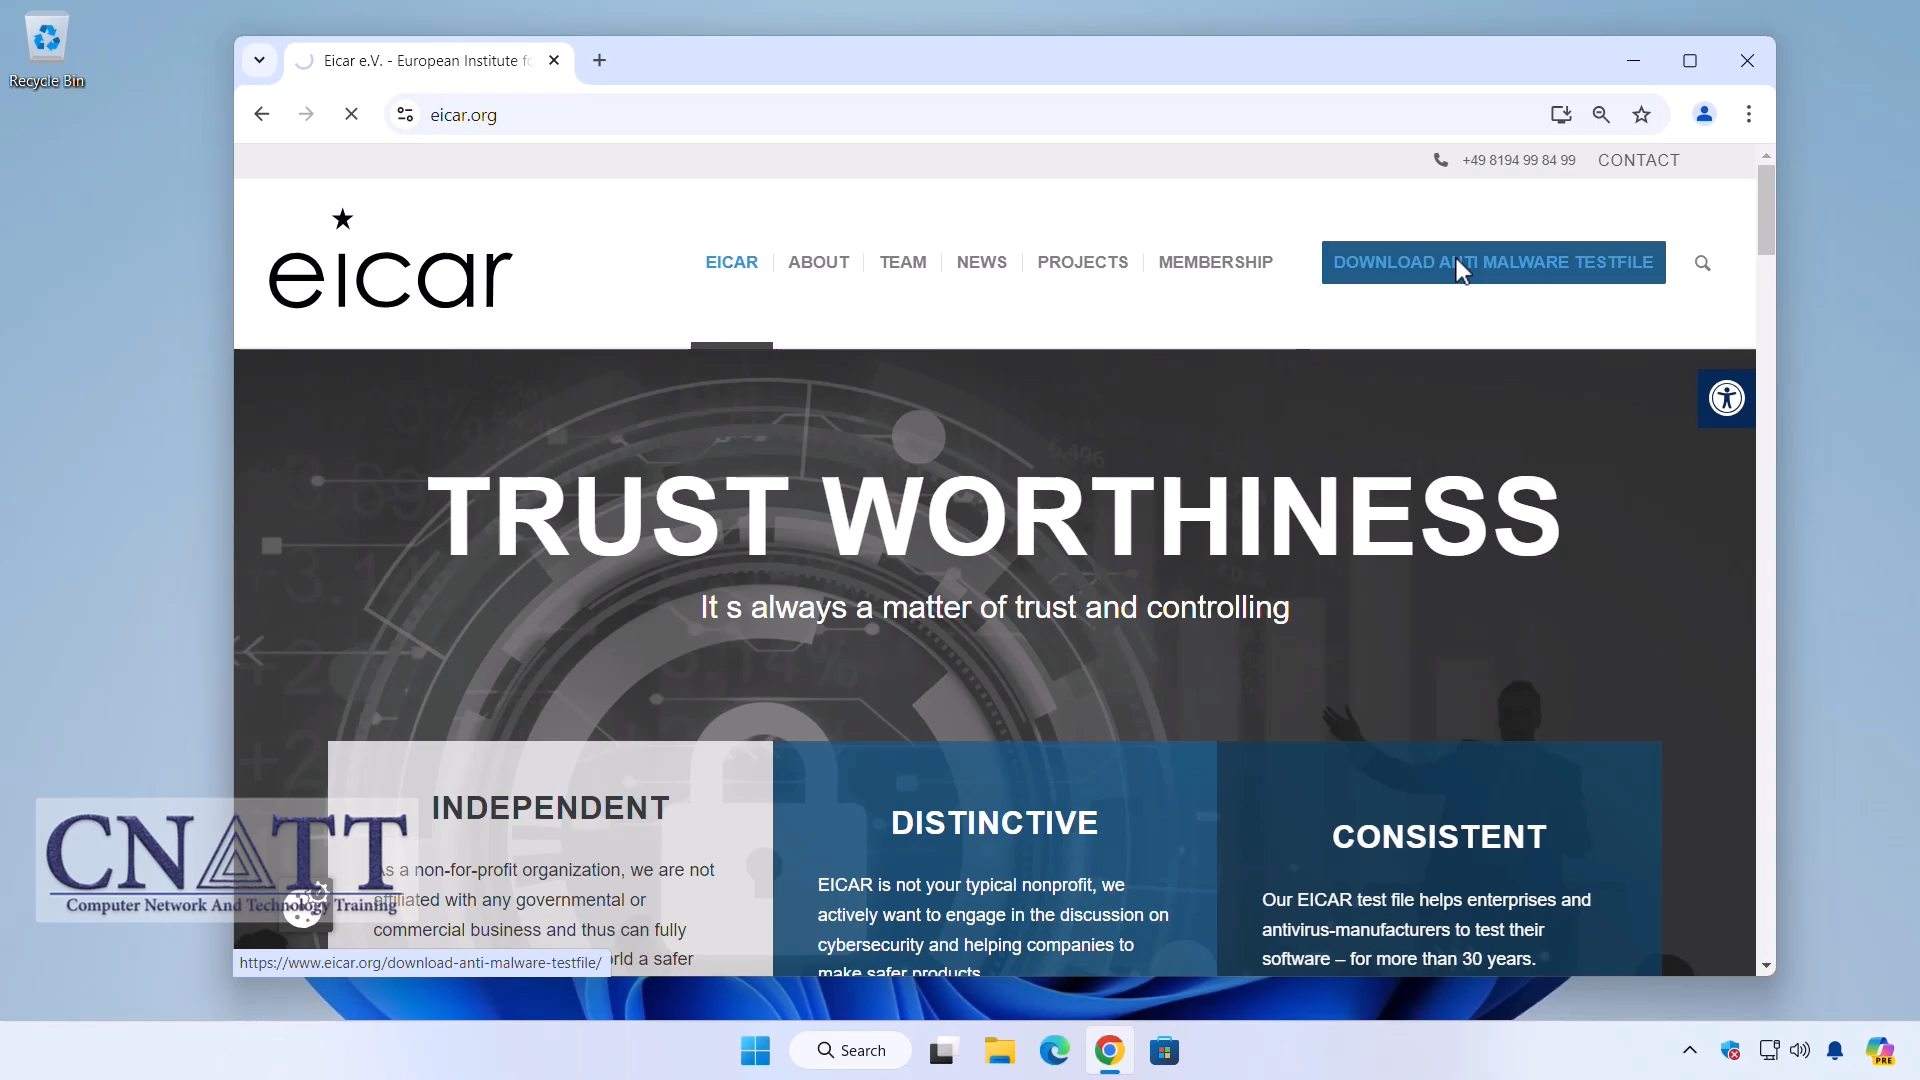 Recycle Bin
Eicar e.V. - European Institute fo
eicar.org
+49 8194 99 84 99 CONTACT
eicar
EICAR ABOUT TEAM NEWS PROJECTS MEMBERSHIP DOWNLOAD ANTI MALWARE TESTFILE
TRUST WORTHINESS
It s always a matter of trust and controlling
INDEPENDENT
As a non-for-profit organization, we are not
affiliated with any governmental or
commercial business and thus can fully
rld a safer
DISTINCTIVE
EICAR is not your typical nonprofit, we
actively want to engage in the discussion on
cybersecurity and helping companies to
make safer products.
CONSISTENT
Our EICAR test file helps enterprises and
antivirus-manufacturers to test their
software – for more than 30 years.
CNATT
Computer Network And Technology Training
https://www.eicar.org/download-anti-malware-testfile/
Search
PRE